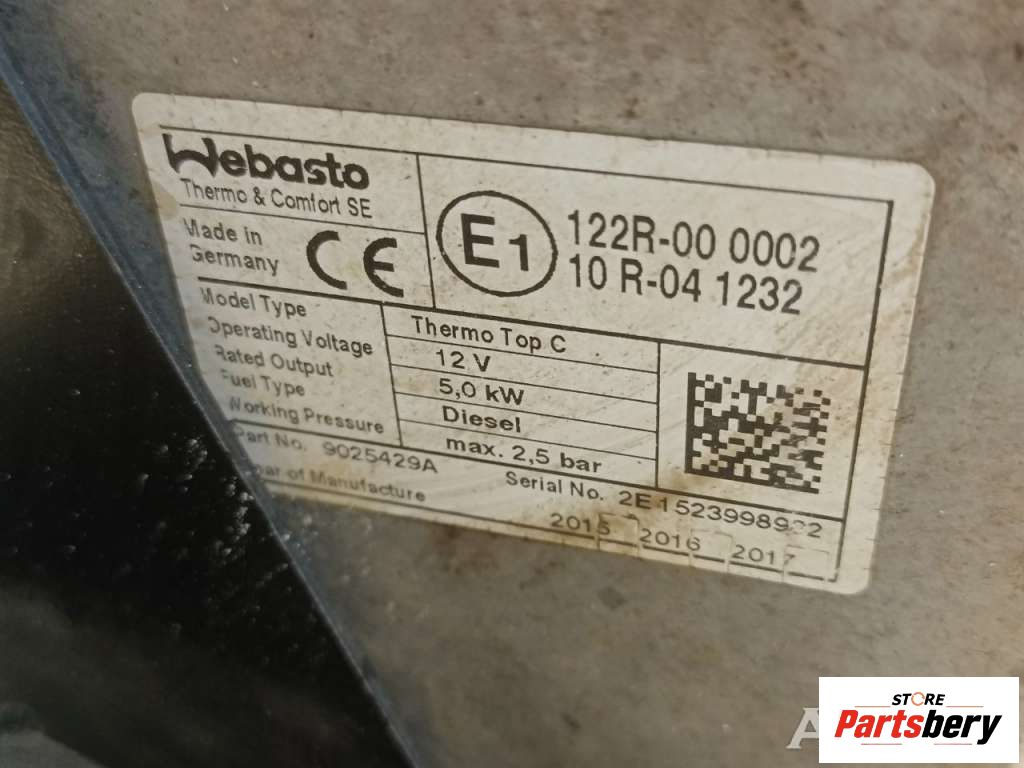 Webasto
Thermo & Comfort SE
Made in
Germany
CE
E1
122R-00 0002
10 R-04 1232
Model Type Thermo Top C
Operating Voltage 12 V
Rated Output 5,0 kW
Fuel Type Diesel
Working Pressure max. 2,5 bar
Part No. 9025429A Serial No.
of Manufacture 2015 2016 2017
STORE
Partsbery